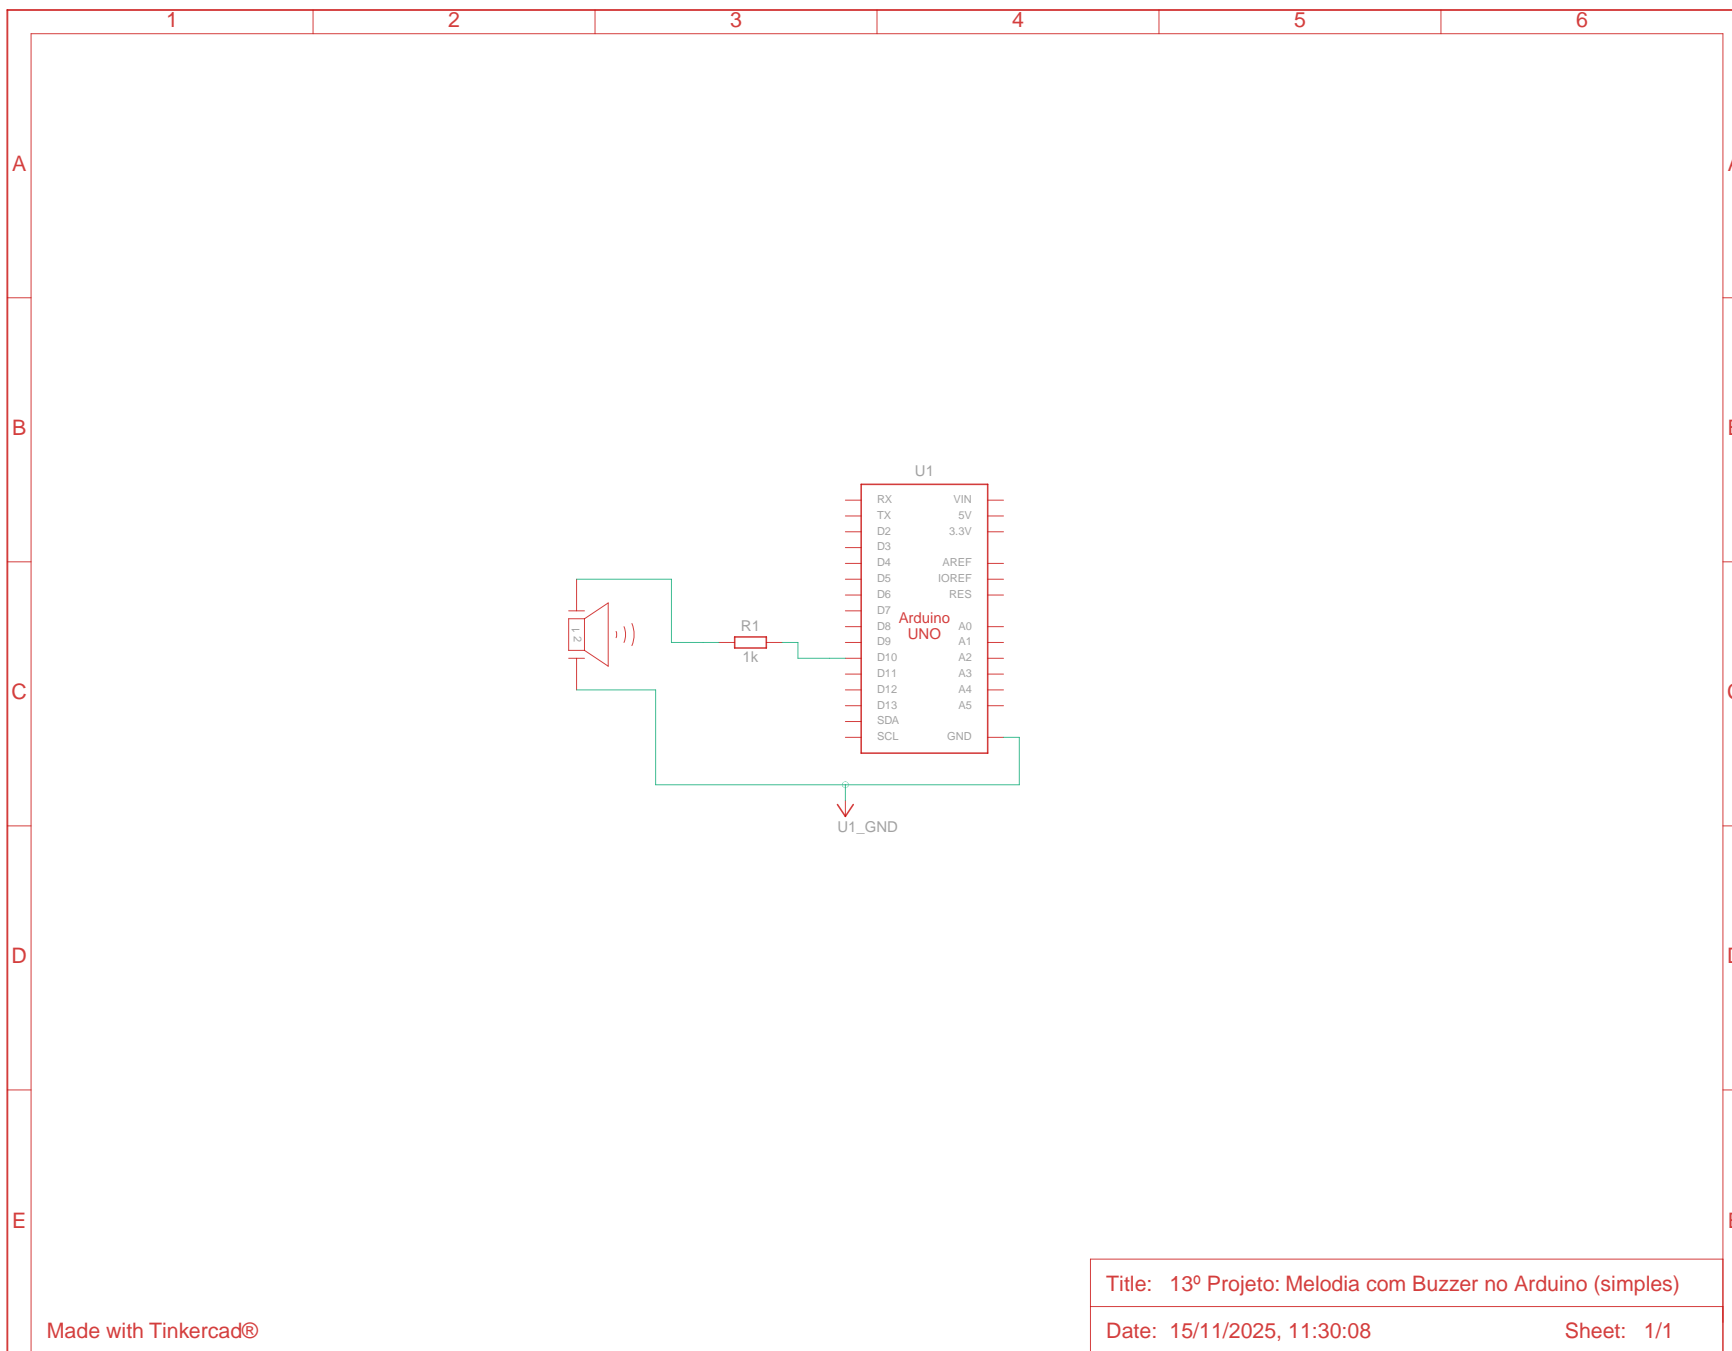 1 2 3 4 5 6
A
B
C
D
E
U1
RX VIN
TX 5V
D2 3.3V
D3
D4 AREF
D5 IOREF
D6 RES
D7
Arduino
UNO
D8 A0
D9 A1
D10 A2
D11 A3
D12 A4
D13 A5
SDA
SCL GND
R1
1k
1 2
U1_GND
Title: 13º Projeto: Melodia com Buzzer no Arduino (simples)
Date: 15/11/2025, 11:30:08 Sheet: 1/1
Made with Tinkercad®